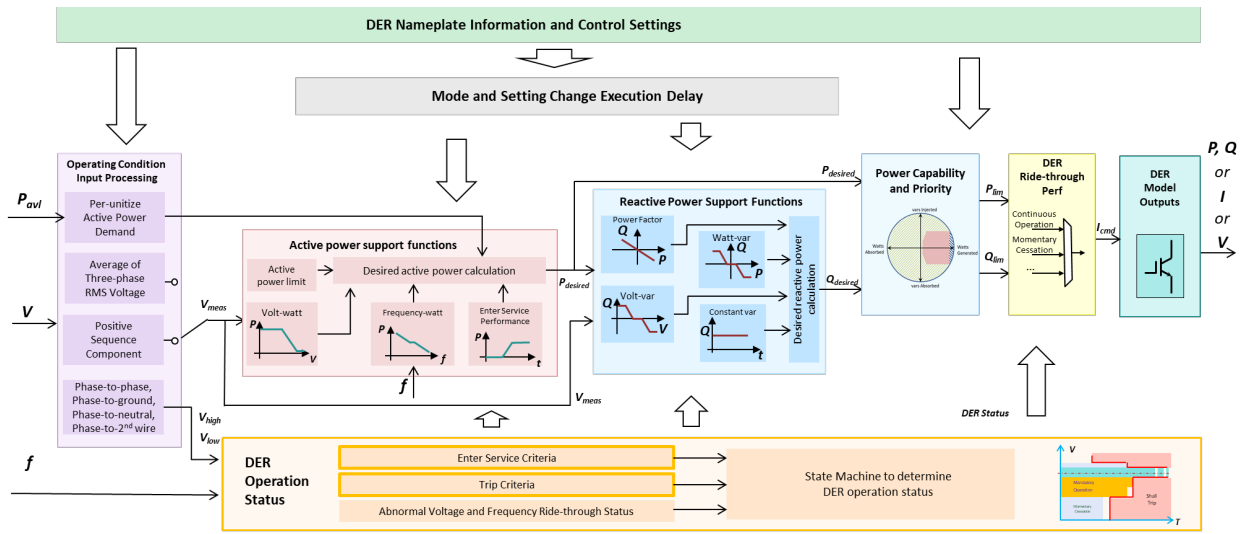 DER Nameplate Information and Control Settings
Mode and Setting Change Execution Delay
Operating Condition
Input Processing
Per-unitize
Active Power
Demand
Average of
Three-phase
RMS Voltage
Positive
Sequence
Component
Phase-to-phase,
Phase-to-ground,
Phase-to-neutral,
Phase-to-2nd wire
Pavl
V
f
Vmeas
Vhigh
Vlow
Active power support functions
Active
power limit
Desired active power calculation
Volt-watt
P
V
Frequency-watt
P
f
Enter Service
Performance
P
t
f
Pdesired
Pdesired
Vmeas
Reactive Power Support Functions
Power Factor
Q
P
Watt-var
Q
P
Volt-var
Q
V
Constant var
Q
t
Desired reactive power
calculation
Qdesired
Power Capability
and Priority
vars Injected
Watts
Absorbed
Watts
Generated
vars Absorbed
Plim
Qlim
DER
Ride-through
Perf
Continuous
Operation
Momentary
Cessation
...
Icmd
DER
Model
Outputs
P, Q
or
I
or
V
DER Status
DER
Operation
Status
Enter Service Criteria
Trip Criteria
Abnormal Voltage and Frequency Ride-through Status
State Machine to determine
DER operation status
V
Mandatory
Operation
Momentary
Cessation
Shall
Trip
T